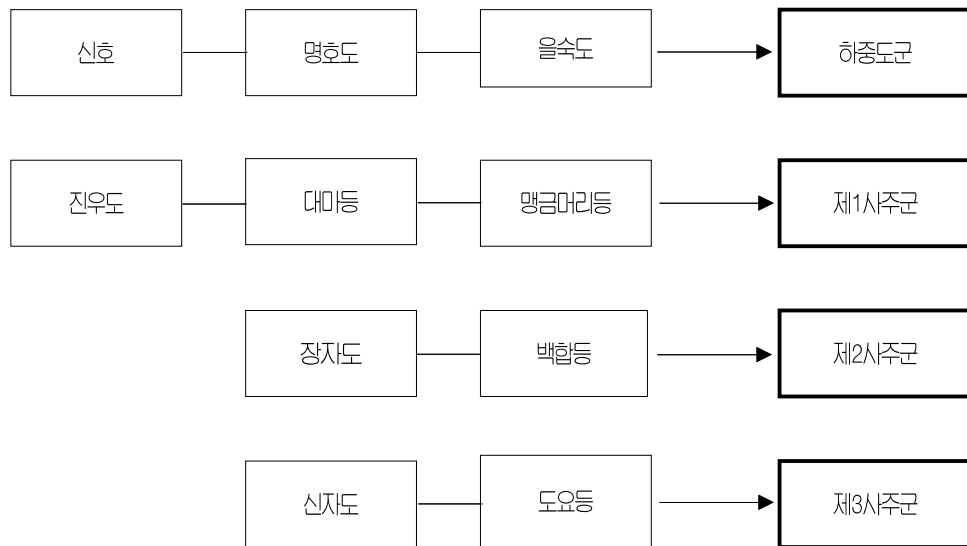 신호
명호도
을숙도
하중도군
진우도
대마등
맹금머리등
제1사주군
장자도
백합등
제2사주군
신자도
도요등
제3사주군